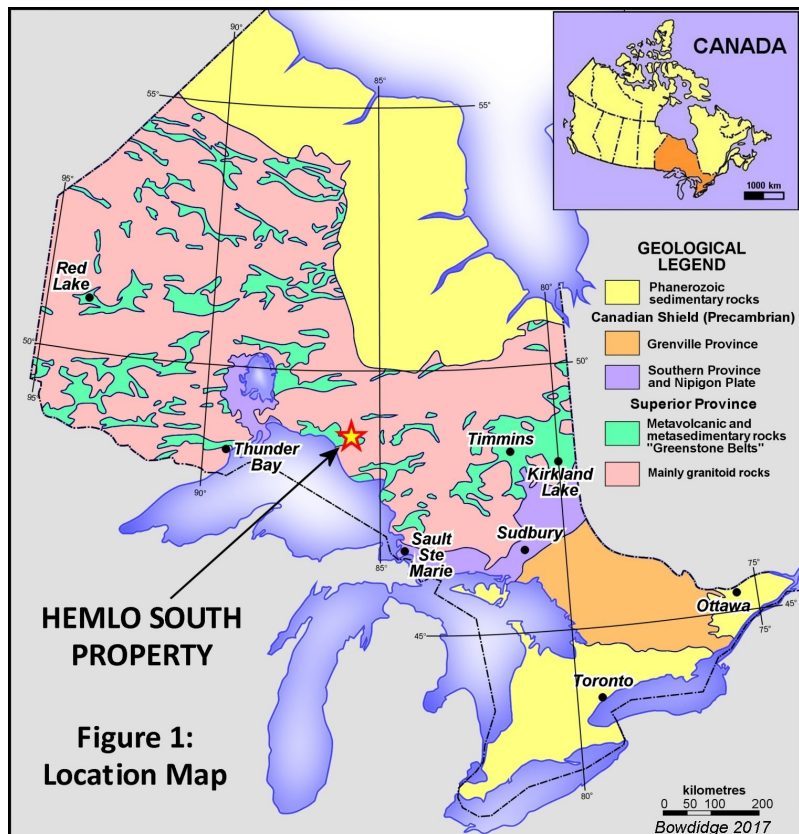 CANADA
1000 km
90°
85°
55°
55°
95°
Red
Lake
80°
50°
50°
95°
Timmins
Thunder
Bay
Kirkland
Lake
90°
Sault
Ste
Marie
Sudbury
85°
75°
Ottawa
45°
75°
45°
Toronto
80°
GEOLOGICAL
LEGEND
Phanerozoic
sedimentary rocks
Canadian Shield (Precambrian)
Grenville Province
Southern Province
and Nipigon Plate
Superior Province
Metavolcanic and
metasedimentary rocks
"Greenstone Belts"
Mainly granitoid rocks
HEMLO SOUTH
PROPERTY
Figure 1:
Location Map
kilometres
0 50 100 200
Bowdidge 2017